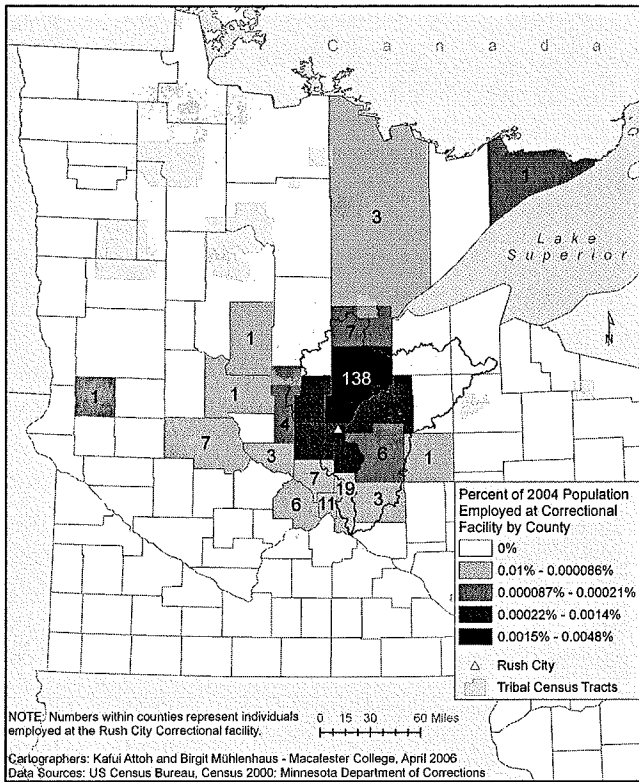 C a n a d a
1
3
Lake
Superior
N
7
1
138
1
1
7
4
7
3
6
1
7
19
6
11
3
Percent of 2004 Population
Employed at Correctional
Facility by County
0%
0.01% - 0.000086%
0.000087% - 0.00021%
0.00022% - 0.0014%
0.0015% - 0.0048%
Rush City
Tribal Census Tracts
NOTE: Numbers within counties represent individuals
employed at the Rush City Correctional facility.
0 15 30 60 Miles
Cartographers: Kafui Attoh and Birgit Mühlenhaus - Macalester College, April 2006
Data Sources: US Census Bureau, Census 2000; Minnesota Department of Corrections